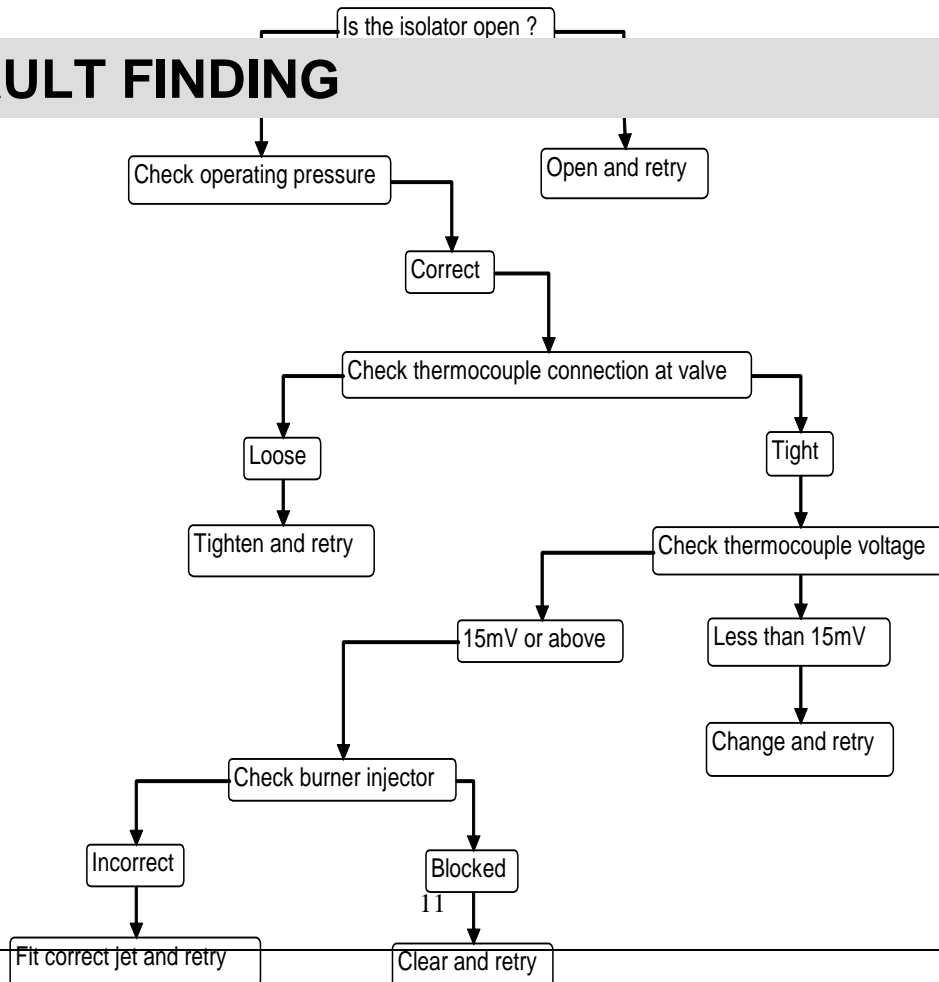 Is the isolator open ?
AULT FINDING
Check operating pressure
Open and retry
Correct
Check thermocouple connection at valve
Loose
Tight
Tighten and retry
Check thermocouple voltage
15mV or above
Less than 15mV
Change and retry
Check burner injector
Incorrect
Blocked
11
Fit correct jet and retry
Clear and retry